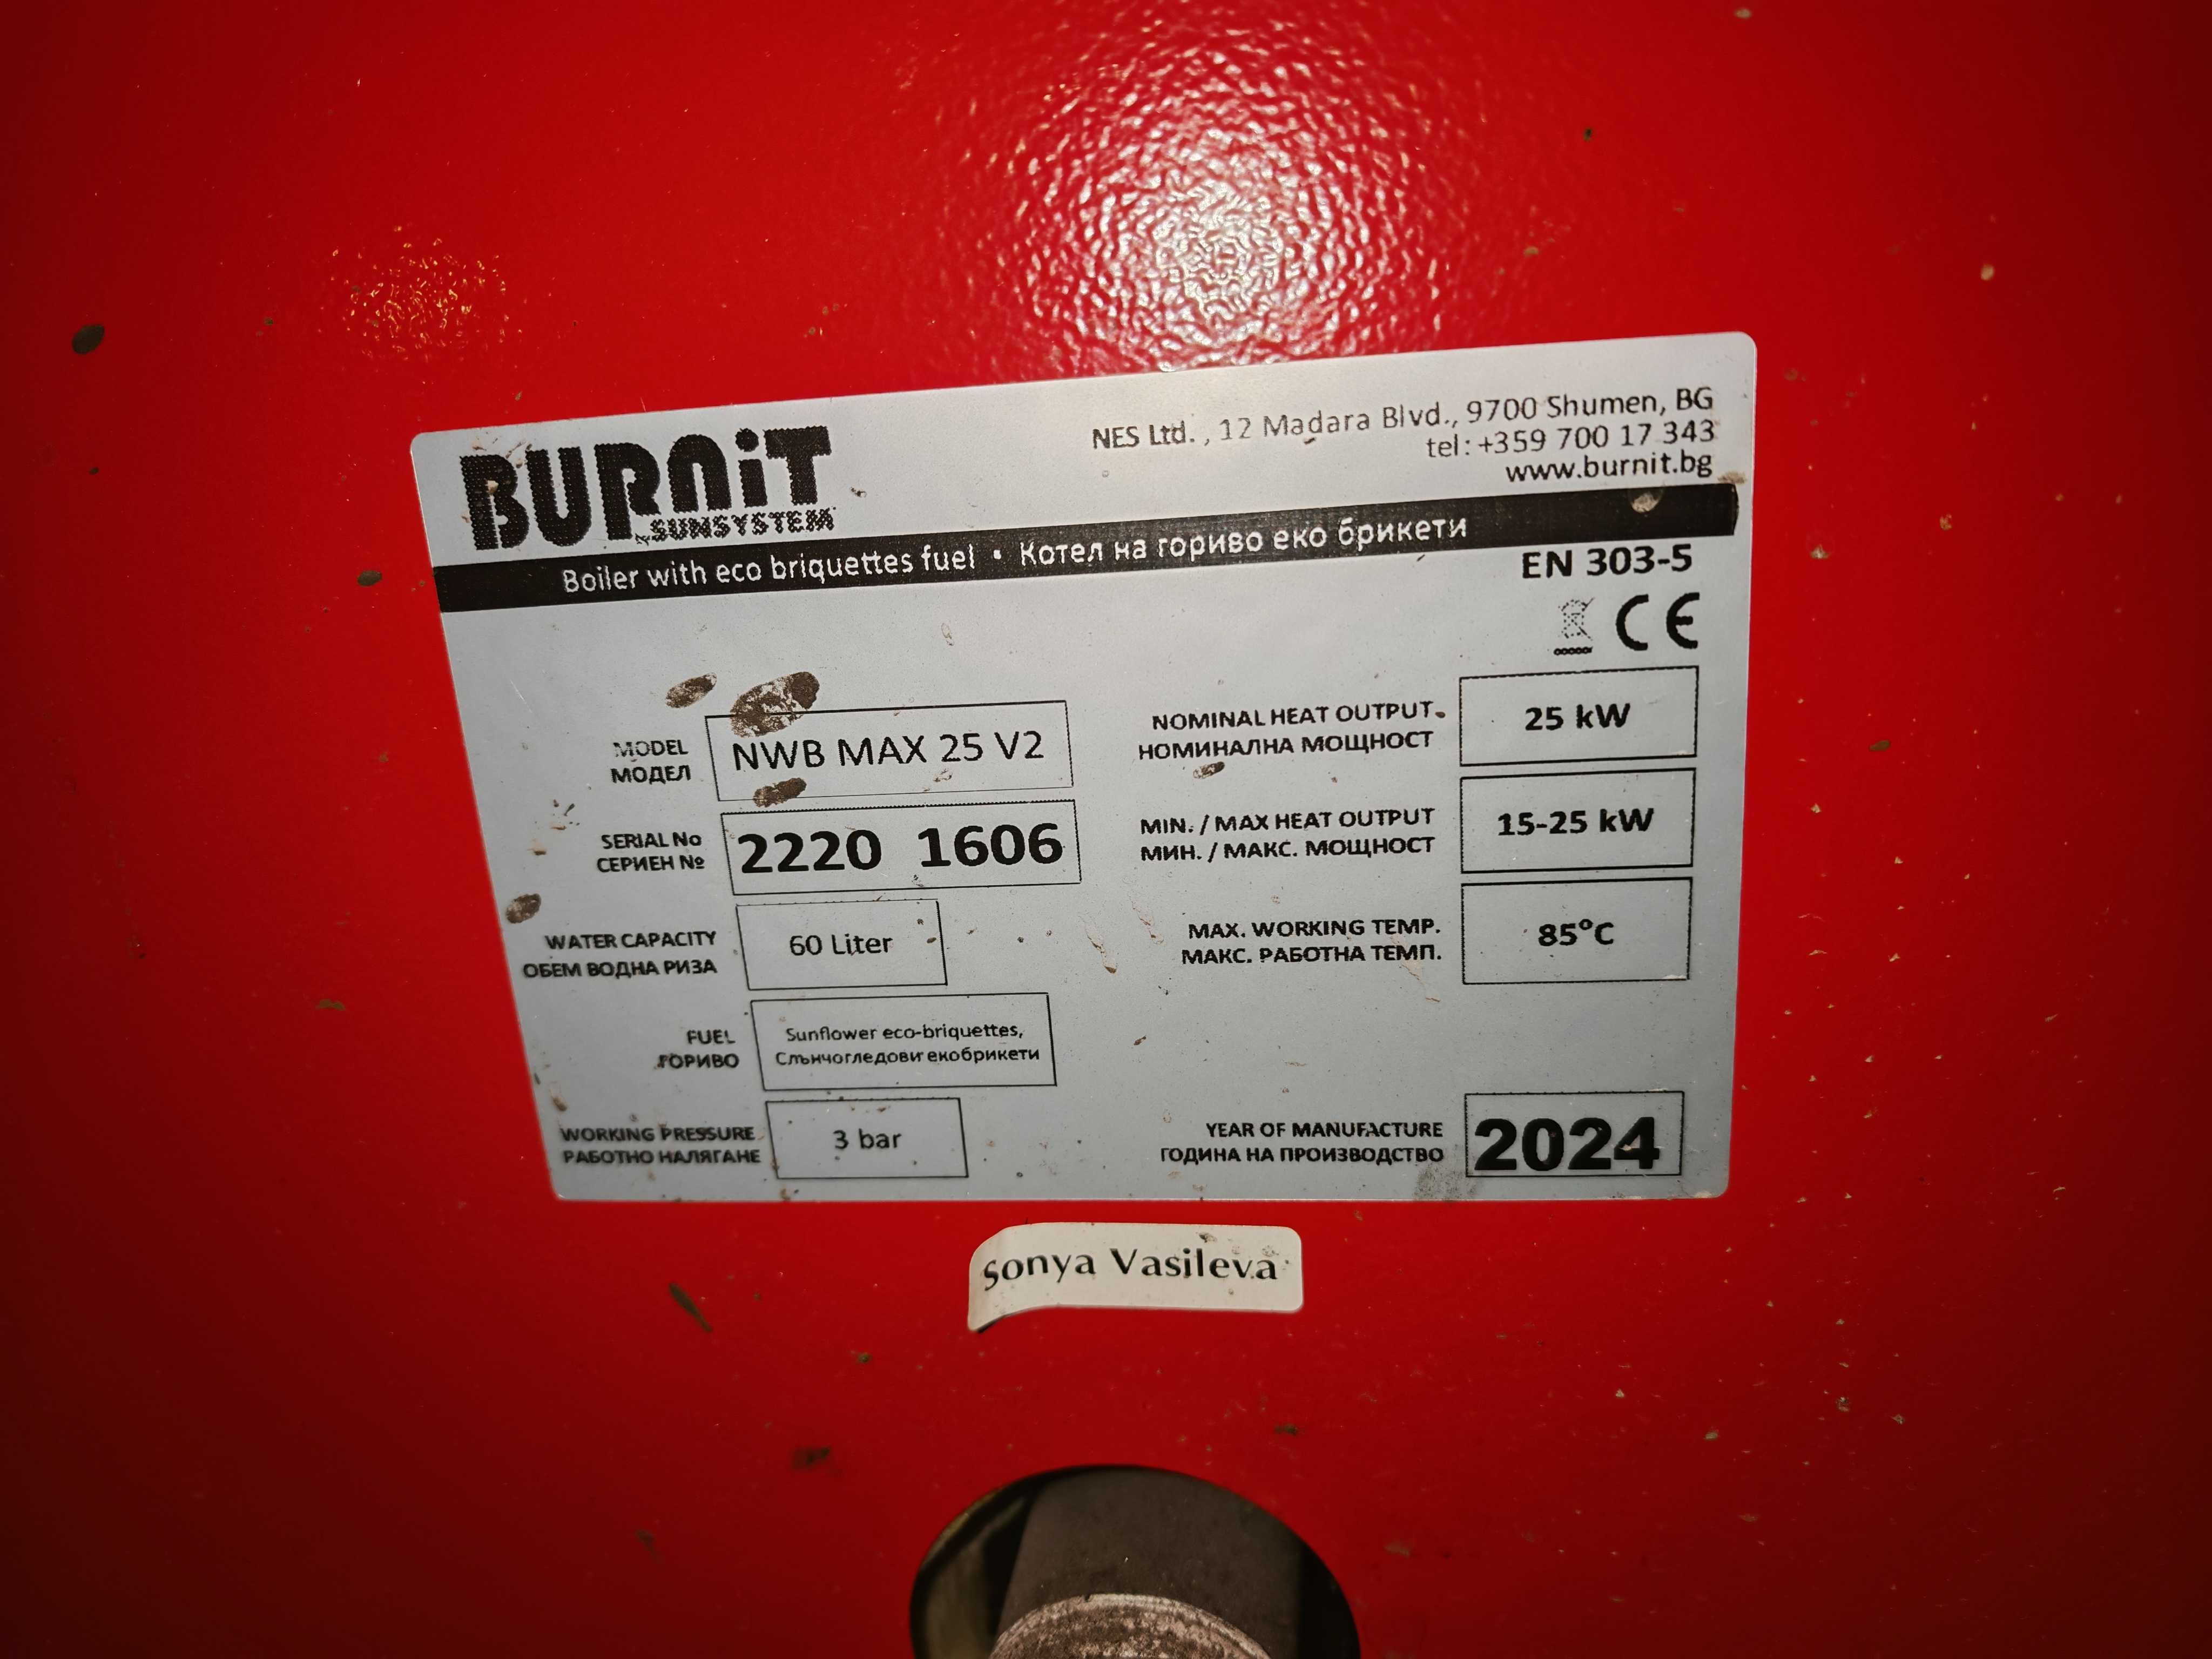 BURNiT
SUNSYSTEM
NES Ltd. , 12 Madara Blvd., 9700 Shumen, BG
tel: +359 700 17 343
www.burnit.bg
Boiler with eco briquettes fuel • Котел на гориво еко брикети
EN 303-5
CE
MODEL
МОДЕЛ
NWB MAX 25 V2
SERIAL No
СЕРИЕН №
2220 1606
WATER CAPACITY
ОБЕМ ВОДНА РИЗА
60 Liter
FUEL
ГОРИВО
Sunflower eco-briquettes,
Слънчогледови екобрикети
WORKING PRESSURE
РАБОТНО НАЛЯГАНЕ
3 bar
NOMINAL HEAT OUTPUT
НОМИНАЛНА МОЩНОСТ
25 kW
MIN. / MAX HEAT OUTPUT
МИН. / МАКС. МОЩНОСТ
15-25 kW
MAX. WORKING TEMP.
МАКС. РАБОТНА ТЕМП.
85°C
YEAR OF MANUFACTURE
ГОДИНА НА ПРОИЗВОДСТВО
2024
Sonya Vasileva